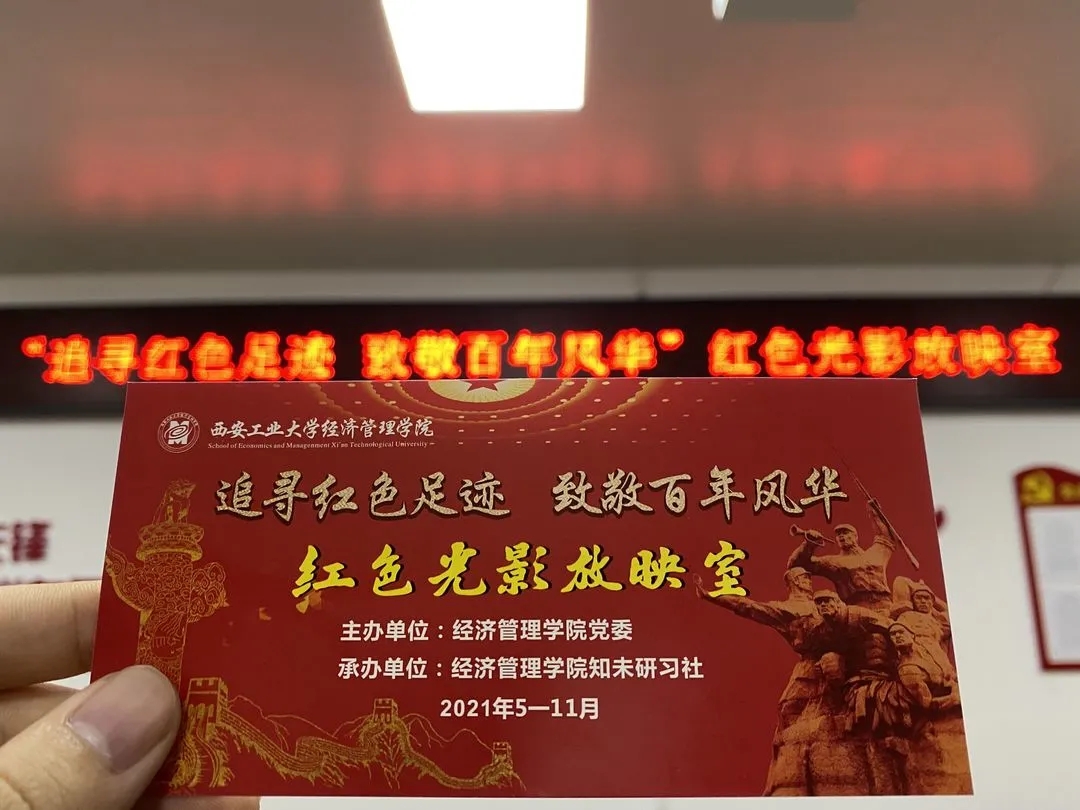 “追寻红色足迹 致敬百年风华” 红色光影放映室
西安工业大学经济管理学院
School of Economics and Management Xi'an Technological University
追寻红色足迹 致敬百年风华
红色光影放映室
主办单位：经济管理学院党委
承办单位：经济管理学院知未研习社
2021年5—11月